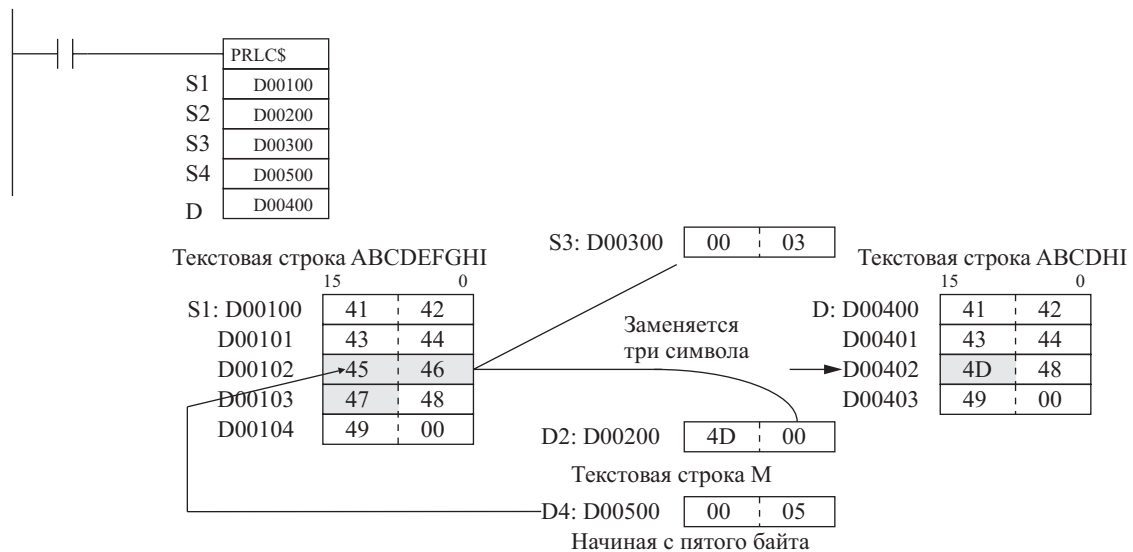 PRLC$
S1 D00100
S2 D00200
S3 D00300
S4 D00500
D D00400
S3: D00300 00 03
Текстовая строка ABCDEFGHI
15 0
S1: D00100 41 42
D00101 43 44
D00102 45 46
D00103 47 48
D00104 49 00
Заменяется
три символа
Текстовая строка ABCDHI
15 0
D: D00400 41 42
D00401 43 44
D00402 4D 48
D00403 49 00
D2: D00200 4D 00
Текстовая строка M
D4: D00500 00 05
Начиная с пятого байта